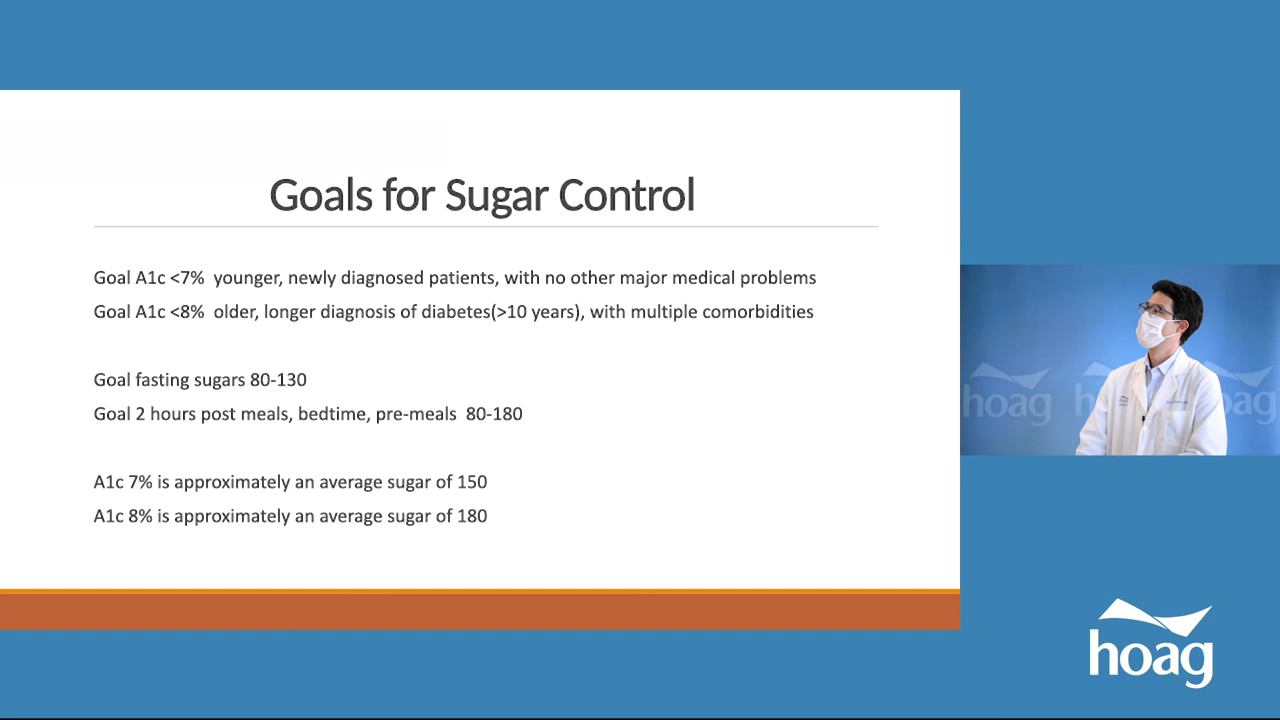 Goals for Sugar Control
Goal A1c <7% younger, newly diagnosed patients, with no other major medical problems
Goal A1c <8% older, longer diagnosis of diabetes(>10 years), with multiple comorbidities
Goal fasting sugars 80-130
Goal 2 hours post meals, bedtime, pre-meals 80-180
A1c 7% is approximately an average sugar of 150
A1c 8% is approximately an average sugar of 180
hoag
hoag
hoag